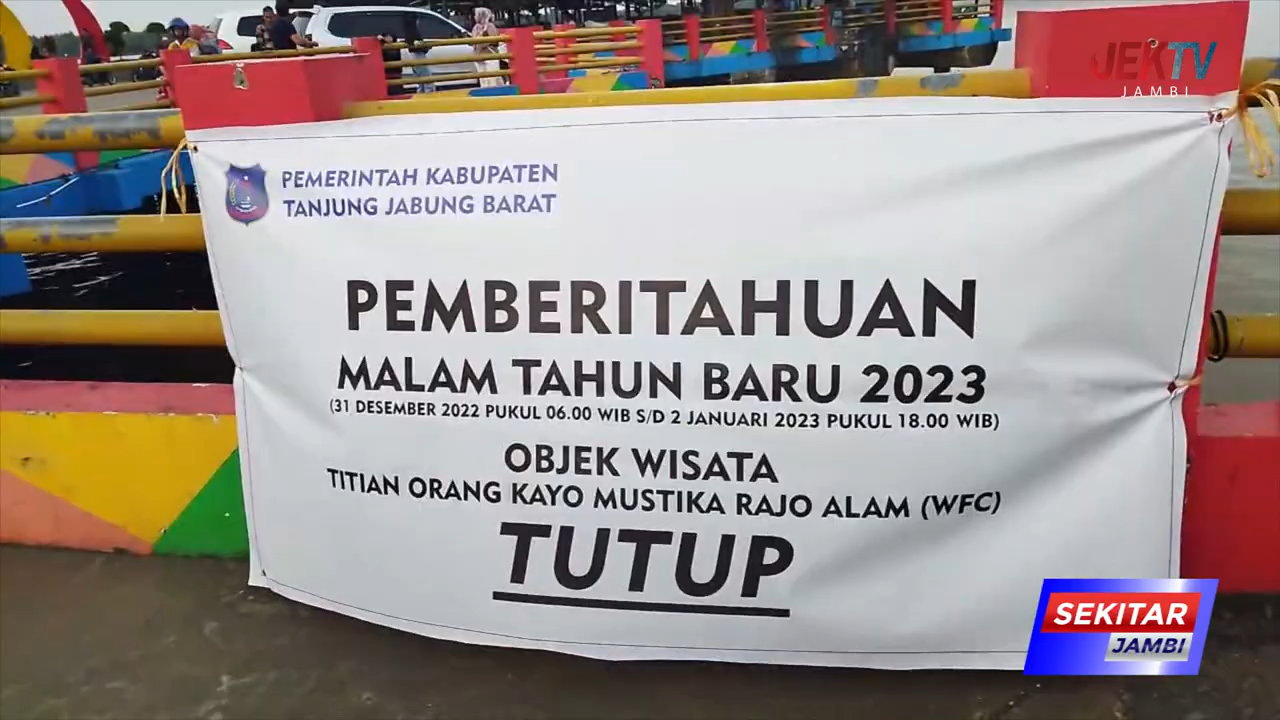 JEKTV
JAMBI
PEMERINTAH KABUPATEN
TANJUNG JABUNG BARAT
PEMBERITAHUAN
MALAM TAHUN BARU 2023
(31 DESEMBER 2022 PUKUL 06.00 WIB S/D 2 JANUARI 2023 PUKUL 18.00 WIB)
OBJEK WISATA
TITIAN ORANG KAYO MUSTIKA RAJO ALAM (WFC)
TUTUP
SEKITAR
JAMBI